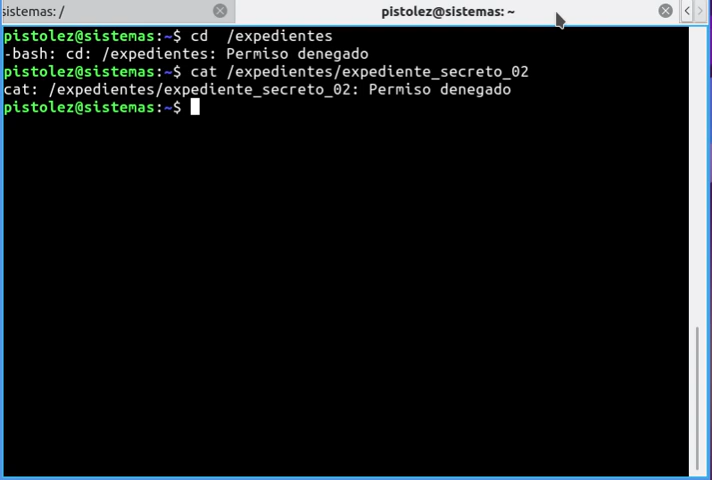 sistemas: /
pistolez@sistemas: ~
pistolez@sistemas:~$ cd  /expedientes
-bash: cd: /expedientes: Permiso denegado
pistolez@sistemas:~$ cat /expedientes/expediente_secreto_02
cat: /expedientes/expediente_secreto_02: Permiso denegado
pistolez@sistemas:~$